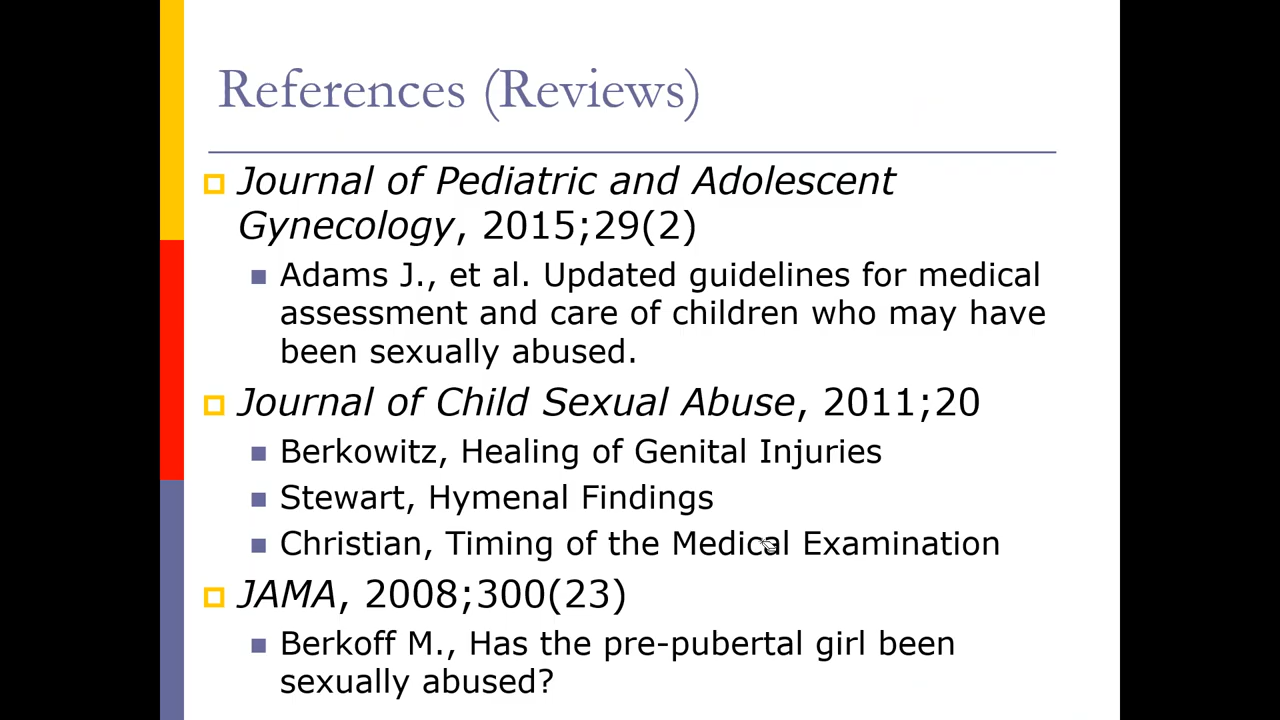 References (Reviews)
Journal of Pediatric and Adolescent
Gynecology, 2015;29(2)
Adams J., et al. Updated guidelines for medical
assessment and care of children who may have
been sexually abused.
Journal of Child Sexual Abuse, 2011;20
Berkowitz, Healing of Genital Injuries
Stewart, Hymenal Findings
Christian, Timing of the Medical Examination
JAMA, 2008;300(23)
Berkoff M., Has the pre-pubertal girl been
sexually abused?